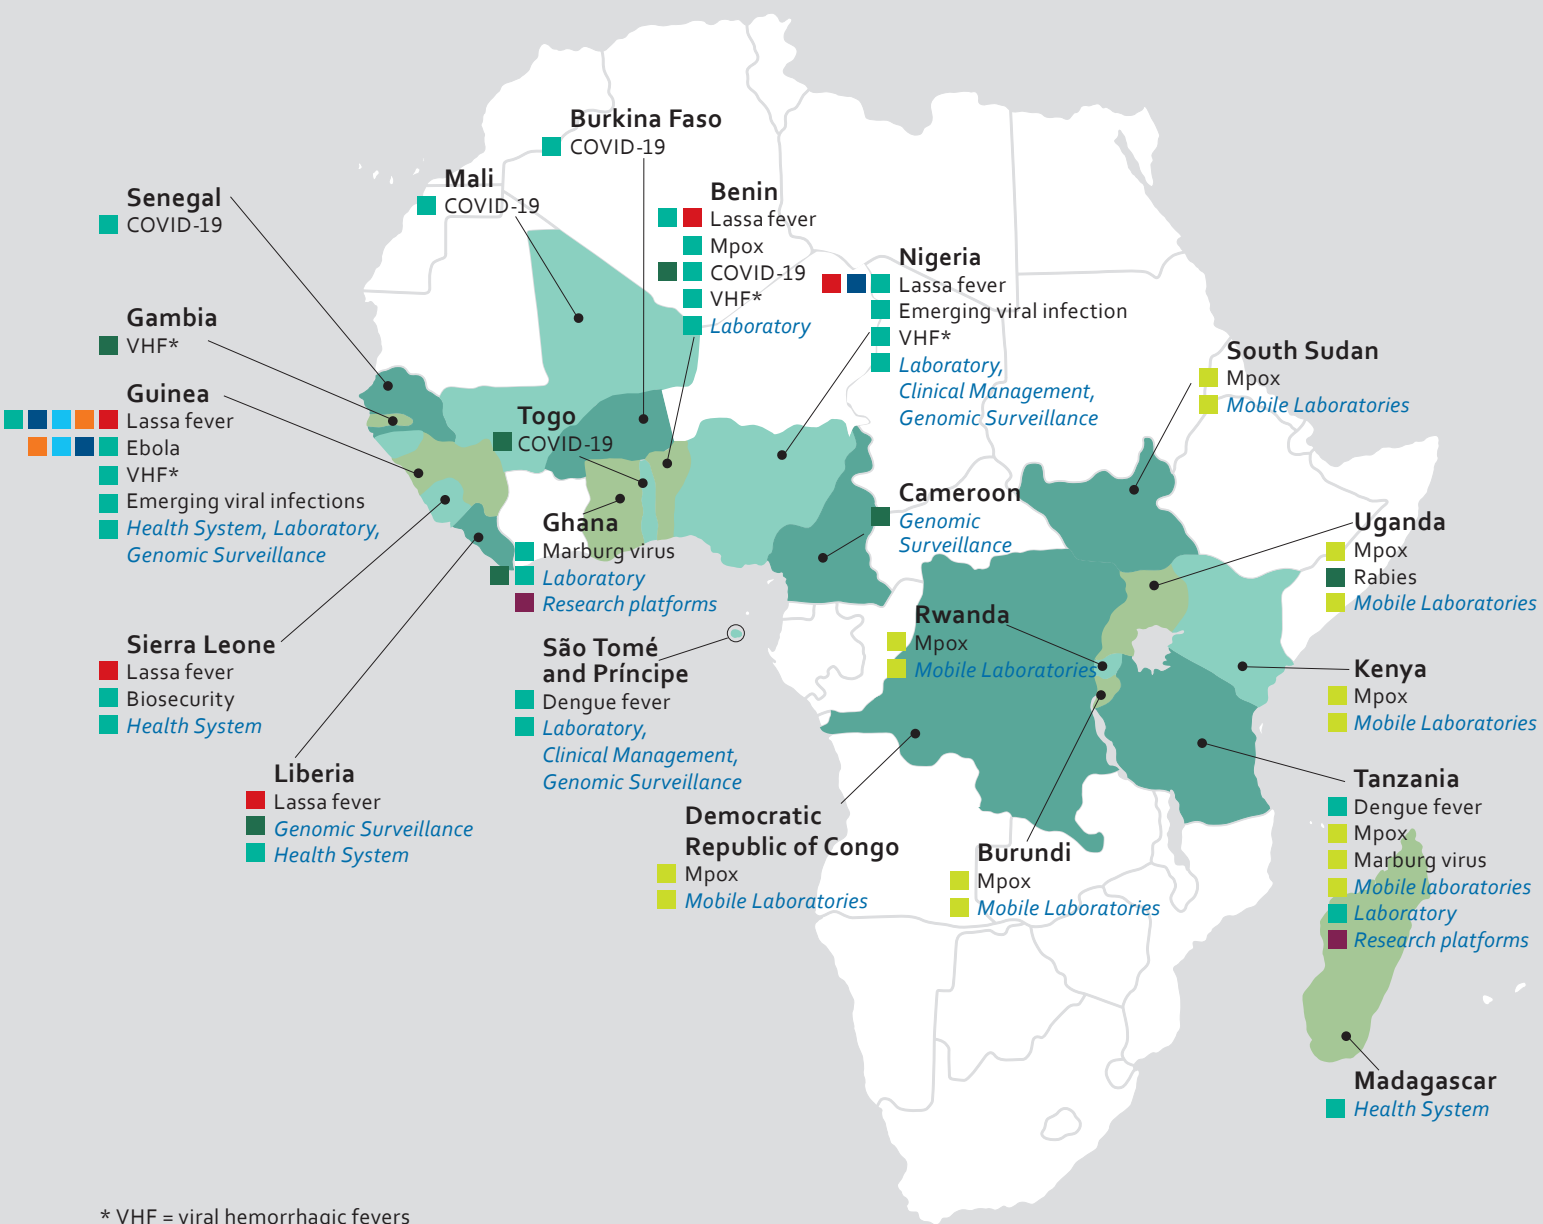 Burkina Faso
COVID-19
Mali
COVID-19
Senegal
COVID-19
Benin
Lassa fever
Mpox
COVID-19
VHF*
Laboratory
Nigeria
Lassa fever
Emerging viral infection
VHF*
Laboratory,
Clinical Management,
Genomic Surveillance
Gambia
VHF*
Guinea
Lassa fever
Ebola
VHF*
Emerging viral infections
Health System, Laboratory,
Genomic Surveillance
Togo
COVID-19
South Sudan
Mpox
Mobile Laboratories
Cameroon
Genomic
Surveillance
Ghana
Marburg virus
Laboratory
Research platforms
Uganda
Mpox
Rabies
Mobile Laboratories
Rwanda
Mpox
Mobile Laboratories
Sierra Leone
Lassa fever
Biosecurity
Health System
São Tomé
and Príncipe
Dengue fever
Laboratory,
Clinical Management,
Genomic Surveillance
Kenya
Mpox
Mobile Laboratories
Liberia
Lassa fever
Genomic Surveillance
Health System
Democratic
Republic of Congo
Mpox
Mobile Laboratories
Burundi
Mpox
Mobile Laboratories
Tanzania
Dengue fever
Mpox
Marburg virus
Mobile laboratories
Laboratory
Research platforms
Madagascar
Health System
* VHF = viral hemorrhagic fevers